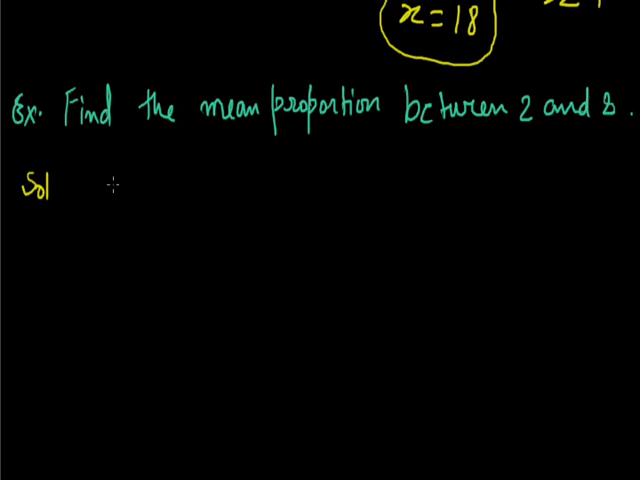 x = 18
Ex. Find the mean proportion between 2 and 8.
Sol